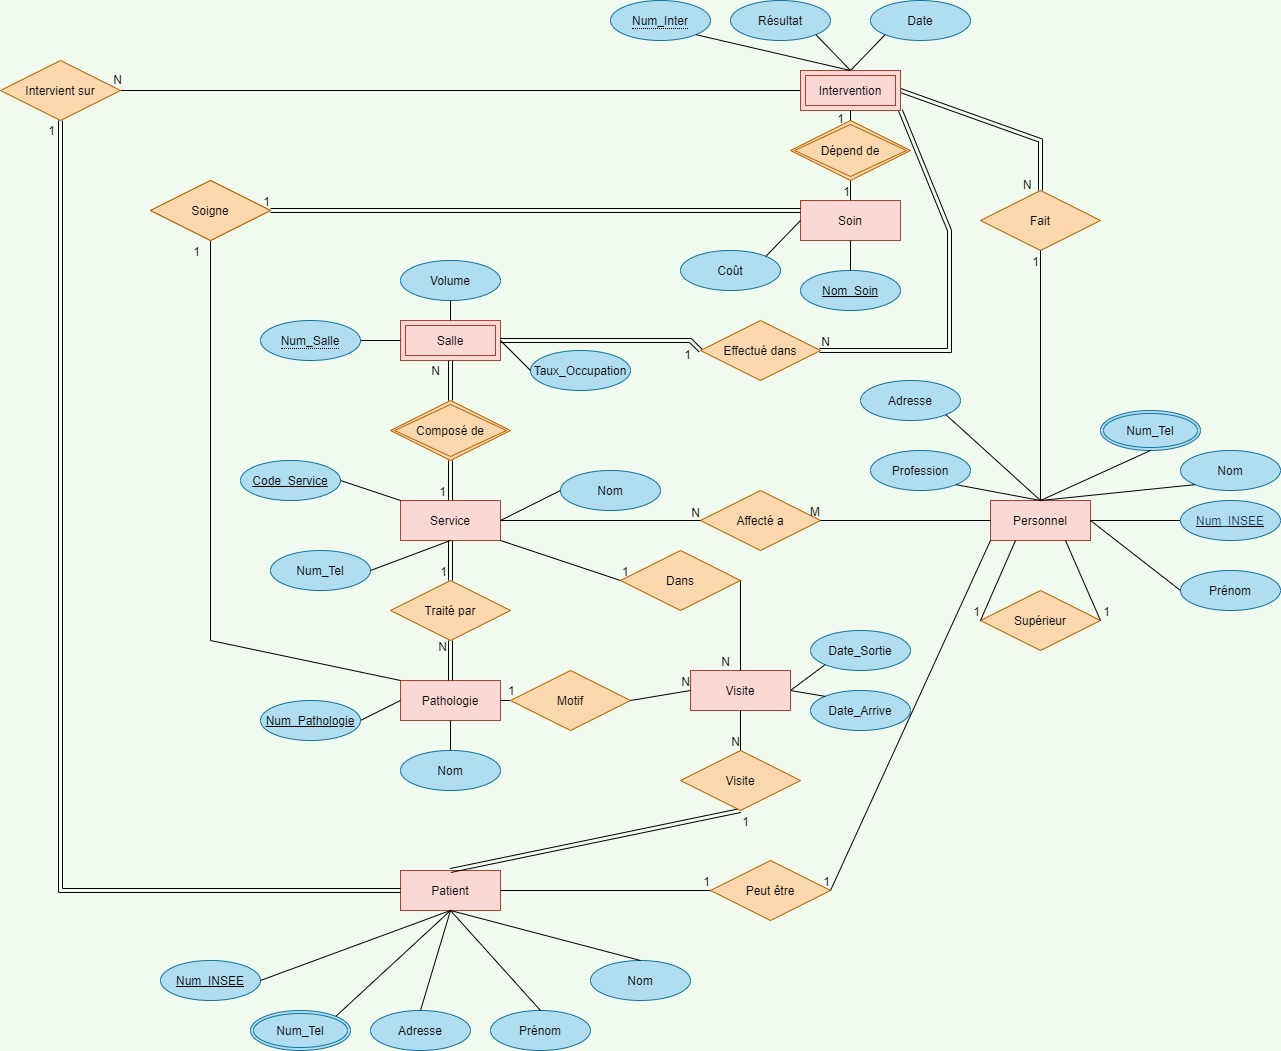 Num_Inter
Résultat
Date
Intervient sur
N
1
Intervention
1
Dépend de
1
Soigne
1
1
Soin
N
Fait
1
Coût
Nom_Soin
Volume
Num_Salle
Salle
Taux_Occupation
1
Effectué dans
N
N
Composé de
1
Adresse
Num_Tel
Profession
Nom
Code_Service
Nom
Service
N
Affecté a
M
Personnel
Num_INSEE
Num_Tel
1
Dans
1
Traité par
N
Prénom
1
Supérieur
1
N
Date_Sortie
Pathologie
1
Motif
N
Visite
Date_Arrive
Num_Pathologie
Nom
N
Visite
1
Patient
1
Peut être
1
Num_INSEE
Nom
Num_Tel
Adresse
Prénom